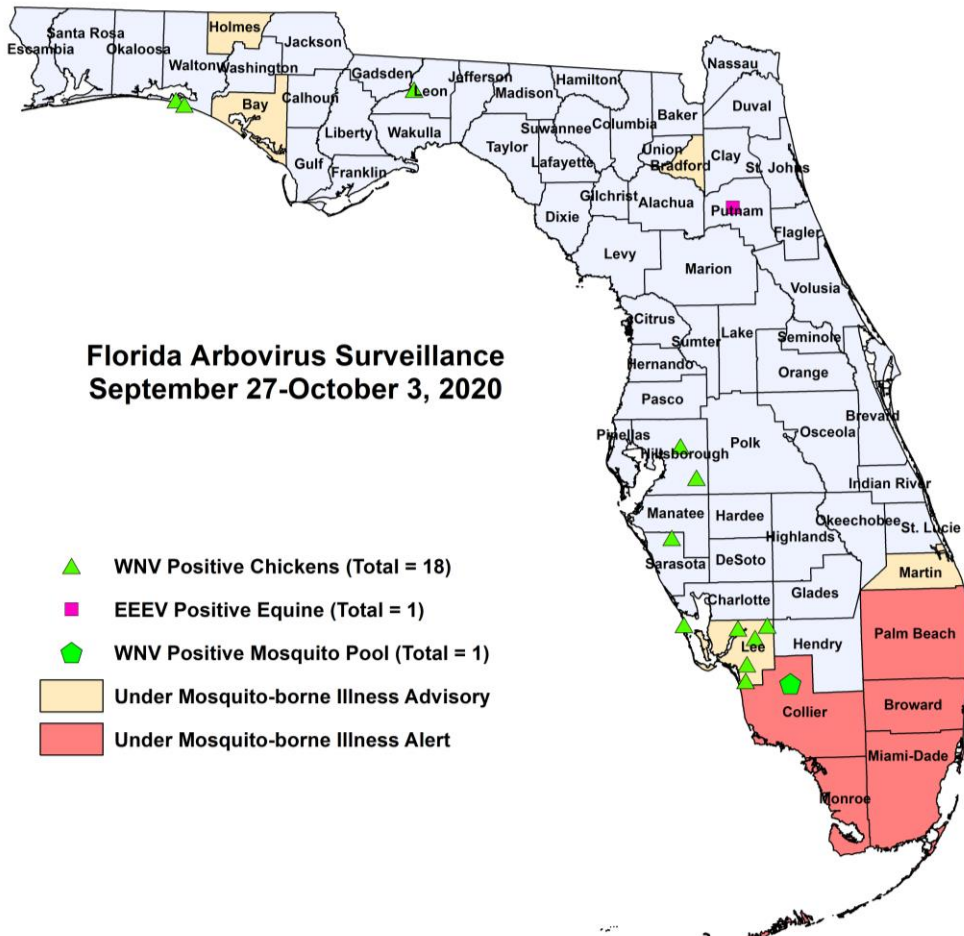 Holmes
Jackson
Santa Rosa
Escambia
Okaloosa
Walton
Washington
Gadsden
Leon
Jefferson
Madison
Hamilton
Nassau
Duval
Bay
Calhoun
Liberty
Wakulla
Taylor
Suwannee
Columbia
Baker
Union
Bradford
Clay
St. Johns
Gulf
Franklin
Lafayette
Dixie
Gilchrist
Alachua
Putnam
Flagler
Levy
Marion
Volusia
Citrus
Sumter
Lake
Seminole
Hernando
Orange
Pasco
Brevard
Florida Arbovirus Surveillance
September 27-October 3, 2020
Pinellas
Hillsborough
Polk
Osceola
Indian River
Manatee
Hardee
Highlands
Okeechobee
St. Lucie
Sarasota
DeSoto
Martin
Charlotte
Glades
Lee
Hendry
Palm Beach
Collier
Broward
Miami-Dade
Monroe
WNV Positive Chickens (Total = 18)
EEEV Positive Equine (Total = 1)
WNV Positive Mosquito Pool (Total = 1)
Under Mosquito-borne Illness Advisory
Under Mosquito-borne Illness Alert